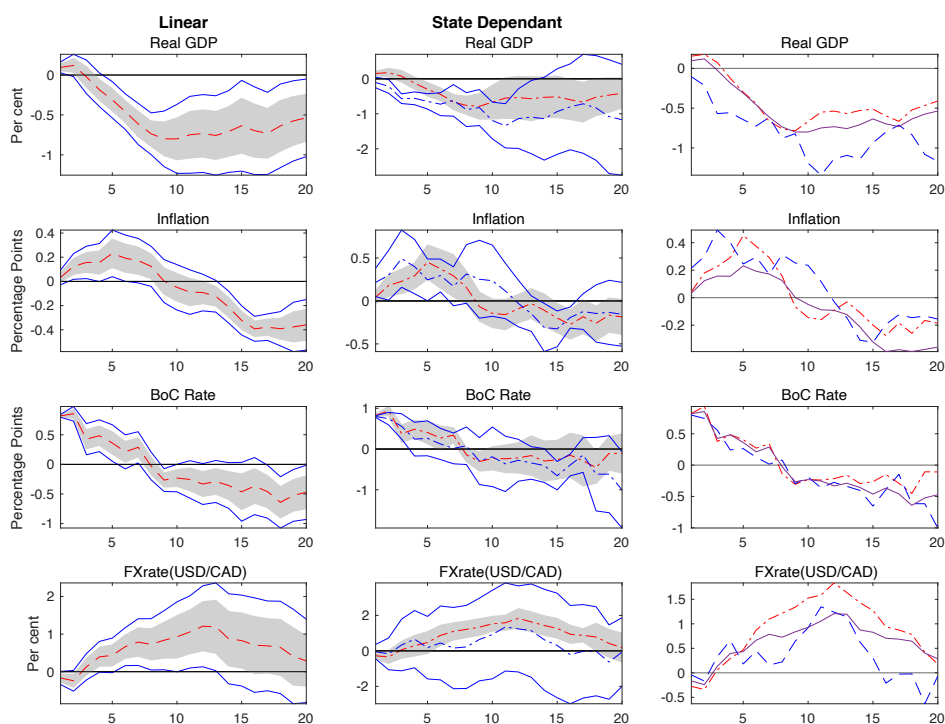 Linear
State Dependant
Real GDP
Real GDP
Real GDP
Per cent
0
-0.5
-1
5 10 15 20
0
-1
-2
5 10 15 20
0
-0.5
-1
5 10 15 20
Inflation
Inflation
Inflation
Percentage Points
0.4
0.2
0
-0.2
-0.4
5 10 15 20
0.5
0
-0.5
5 10 15 20
0.4
0.2
0
-0.2
5 10 15 20
BoC Rate
BoC Rate
BoC Rate
Percentage Points
0.5
0
-0.5
-1
5 10 15 20
1
0
-1
5 10 15 20
0.5
0
-0.5
-1
5 10 15 20
FXrate(USD/CAD)
FXrate(USD/CAD)
FXrate(USD/CAD)
Per cent
2
1
0
5 10 15 20
2
0
-2
5 10 15 20
1.5
1
0.5
0
-0.5
5 10 15 20